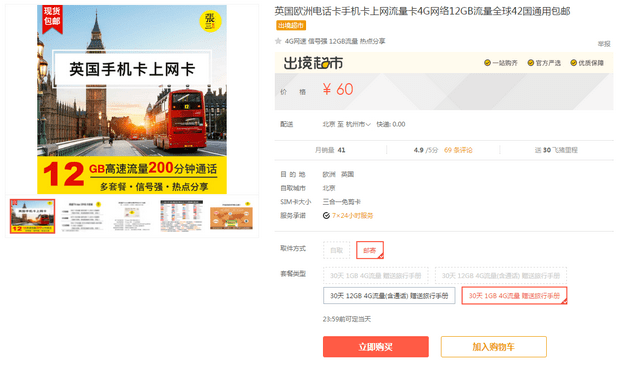 现货
包邮
張
英国手机卡上网卡
12GB高速流量200分钟通话
多套餐·信号强·热点分享
英国欧洲电话卡手机卡上网流量卡4G网络12GB流量全球42国通用包邮
出境超市
4G网速 信号强 12GB流量 热点分享
举报
出境超市
一站购齐 官方严选 优质保障
价 格 ¥ 60
配送 北京 至 杭州市 快递: 0.00
月销量 41 4.9 /5分 69 条评论 送 30 飞猪里程
目 的 地 欧洲 英国
自取城市 北京
SIM卡大小 三合一免剪卡
服务承诺 7×24小时服务
取件方式 自取 邮寄
套餐类型 30天 1GB 4G流量 赠送旅行手册 30天 12GB 4G流量(含通话) 赠送旅行手册
30天 12GB 4G流量(含通话) 赠送旅行手册 30天 1GB 4G流量 赠送旅行手册
23:59前可定当天
立即购买 加入购物车